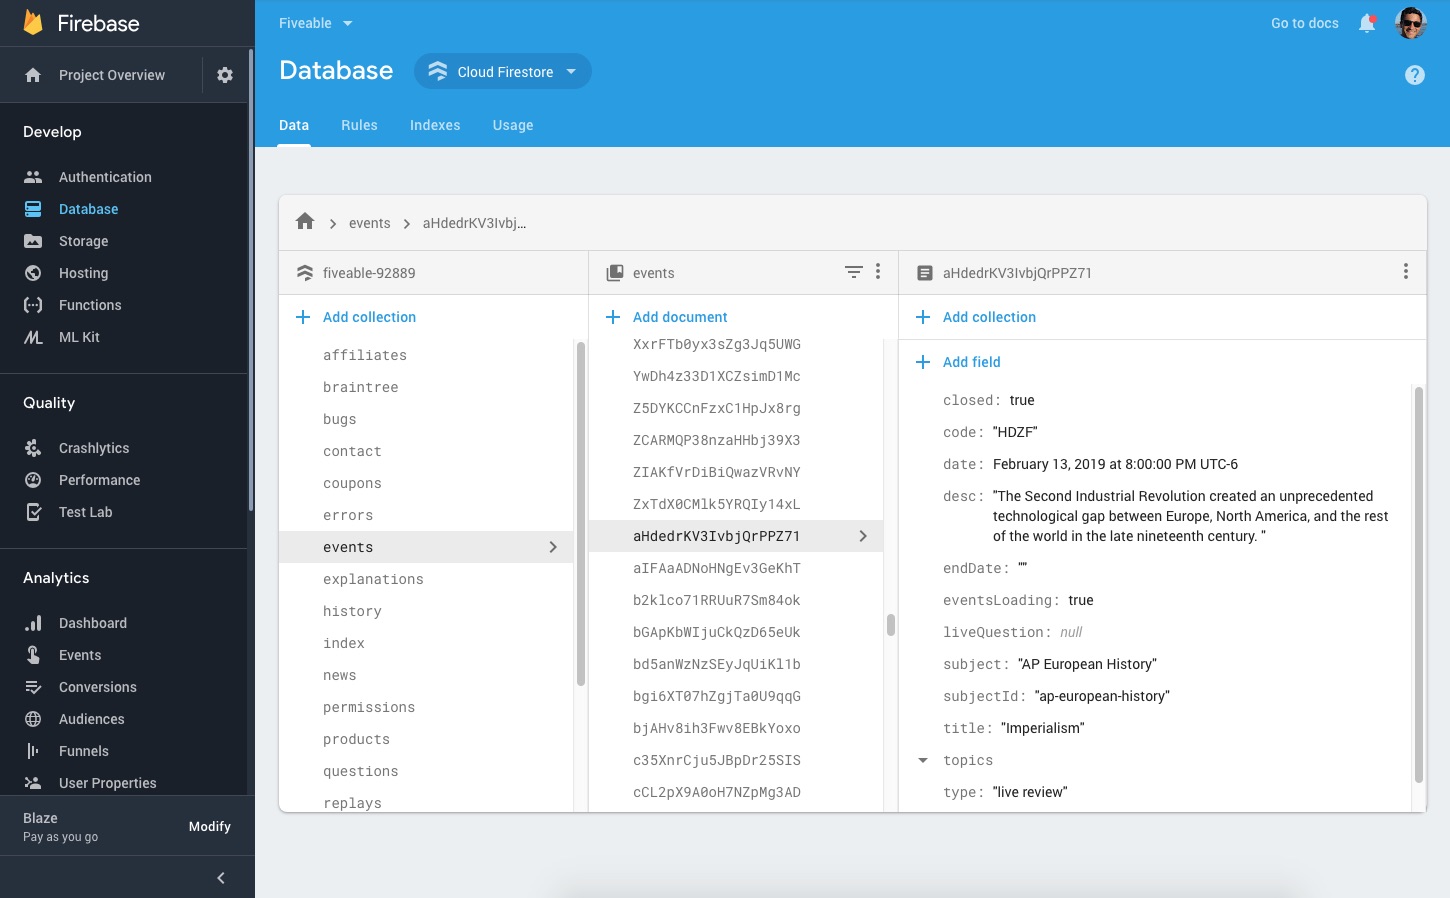 Firebase
Project Overview
Develop
Authentication
Database
Storage
Hosting
Functions
ML Kit
Quality
Crashlytics
Performance
Test Lab
Analytics
Dashboard
Events
Conversions
Audiences
Funnels
User Properties
Blaze
Pay as you go
Modify
Fiveable
Go to docs
Database
Cloud Firestore
Data Rules Indexes Usage
events
aHdedrKV3Ivbj...
fiveable-92889
Add collection
affiliates
braintree
bugs
contact
coupons
errors
events
explanations
history
index
news
permissions
products
questions
replays
events
Add document
XxrFTb0yx3sZg3Jq5UWG
YwDh4z33D1XCZsimD1Mc
Z5DYKCCnFzxC1HpJx8rg
ZCARMQP38nzaHHbj39X3
ZIAKfVrDiBiQwazVRvNY
ZxTdX0CMlk5YRQIy14xL
aHdedrKV3IvbjQrPPZ71
aIFAaADNoHNgEv3GeKhT
b2klco71RRUuR7Sm84ok
bGApKbWIjuCkQzD65eUk
bd5anWzNzSEyJqUiKl1b
bgi6XT07hZgjTa0U9qqG
bjAHv8ih3Fwv8EBkYoxo
c35XnrCju5JBpDr25SIS
cCL2pX9A0oH7NZpMg3AD
aHdedrKV3IvbjQrPPZ71
Add collection
Add field
closed: true
code: "HDZF"
date: February 13, 2019 at 8:00:00 PM UTC-6
desc: "The Second Industrial Revolution created an unprecedented
technological gap between Europe, North America, and the rest
of the world in the late nineteenth century. "
endDate: ""
eventsLoading: true
liveQuestion: null
subject: "AP European History"
subjectId: "ap-european-history"
title: "Imperialism"
topics
type: "live review"